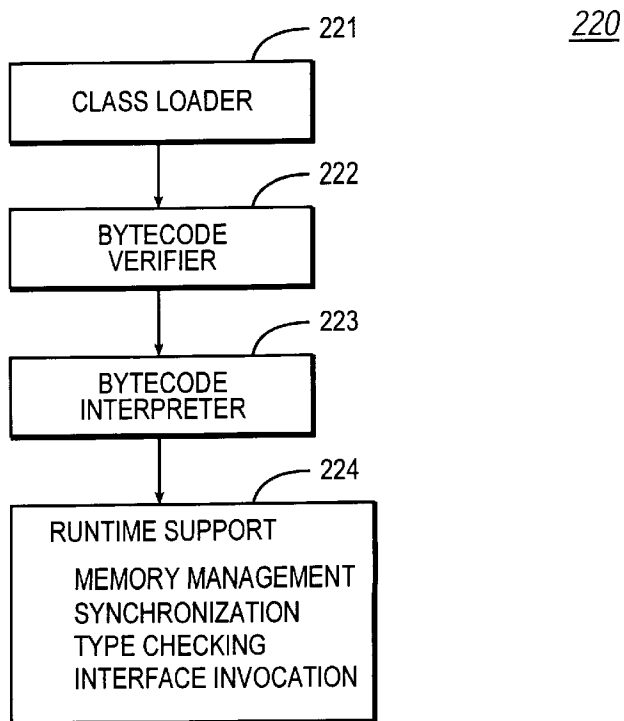 220
221
CLASS LOADER
222
BYTECODE
VERIFIER
223
BYTECODE
INTERPRETER
224
RUNTIME SUPPORT
MEMORY MANAGEMENT
SYNCHRONIZATION
TYPE CHECKING
INTERFACE INVOCATION